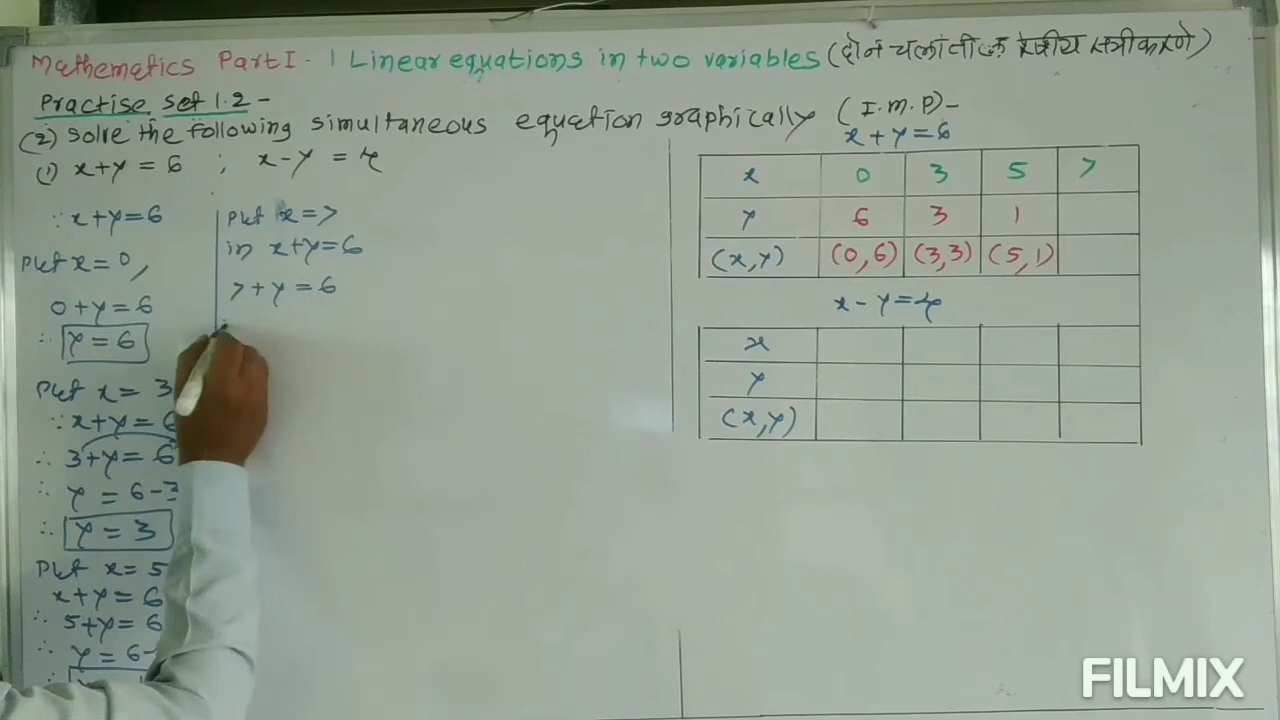 Mathematics Part I - 1 Linear equations in two variables (दोन चलांतील रेषीय समीकरणे)
Practise Set 1.2 -
(2) Solve the following simultaneous equation graphically (I.M.P) -
(1) x+y = 6 ; x-y = 4
∵ x+y=6
Put x=0,
0+y=6
∴ y=6
Put x= 3
∵ x+y=6
∴ 3+y=6
∴ y = 6-3
∴ y = 3
Put x=5
x+y=6
∴ 5+y=6
∴ y=6-
Put x=7
in x+y=6
7+y=6
x+y=6
x 0 3 5 7
y 6 3 1
(x,y) (0,6) (3,3) (5,1)
x-y=4
x
y
(x,y)
FILMIX